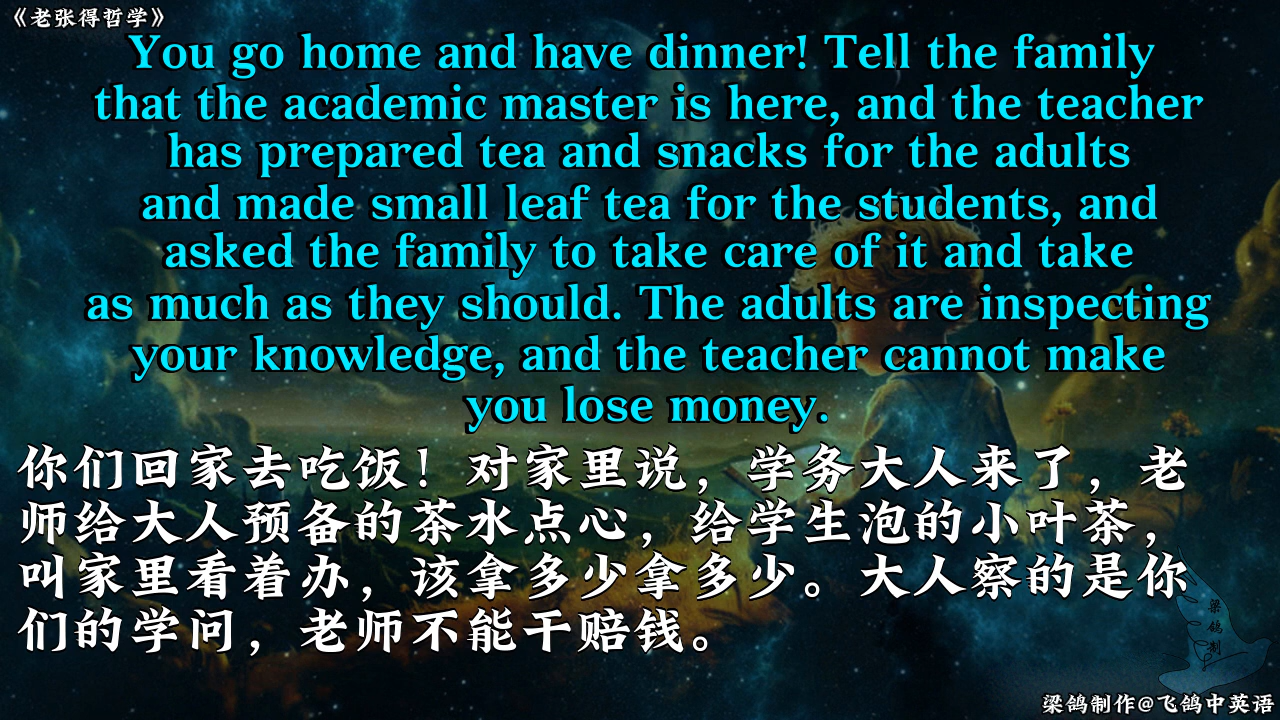 《老张得哲学》
You go home and have dinner! Tell the family
that the academic master is here, and the teacher
has prepared tea and snacks for the adults
and made small leaf tea for the students, and
asked the family to take care of it and take
as much as they should. The adults are inspecting
your knowledge, and the teacher cannot make
you lose money.
你们回家去吃饭！对家里说，学务大人来了，老
师给大人预备的茶水点心，给学生泡的小叶茶，
叫家里看着办，该拿多少拿多少。大人察的是你
们的学问，老师不能干赔钱。
梁鸽制
梁鸽制作@飞鸽中英语